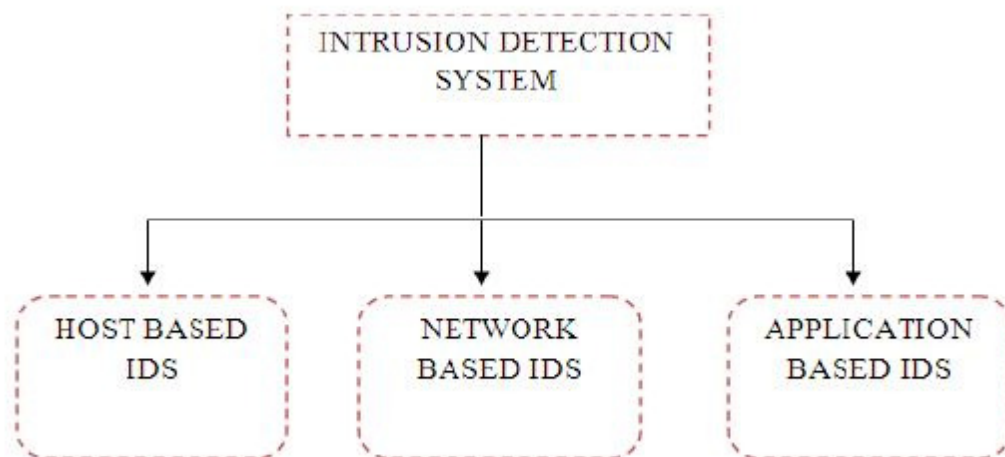 INTRUSION DETECTION
SYSTEM
HOST BASED
IDS
NETWORK
BASED IDS
APPLICATION
BASED IDS